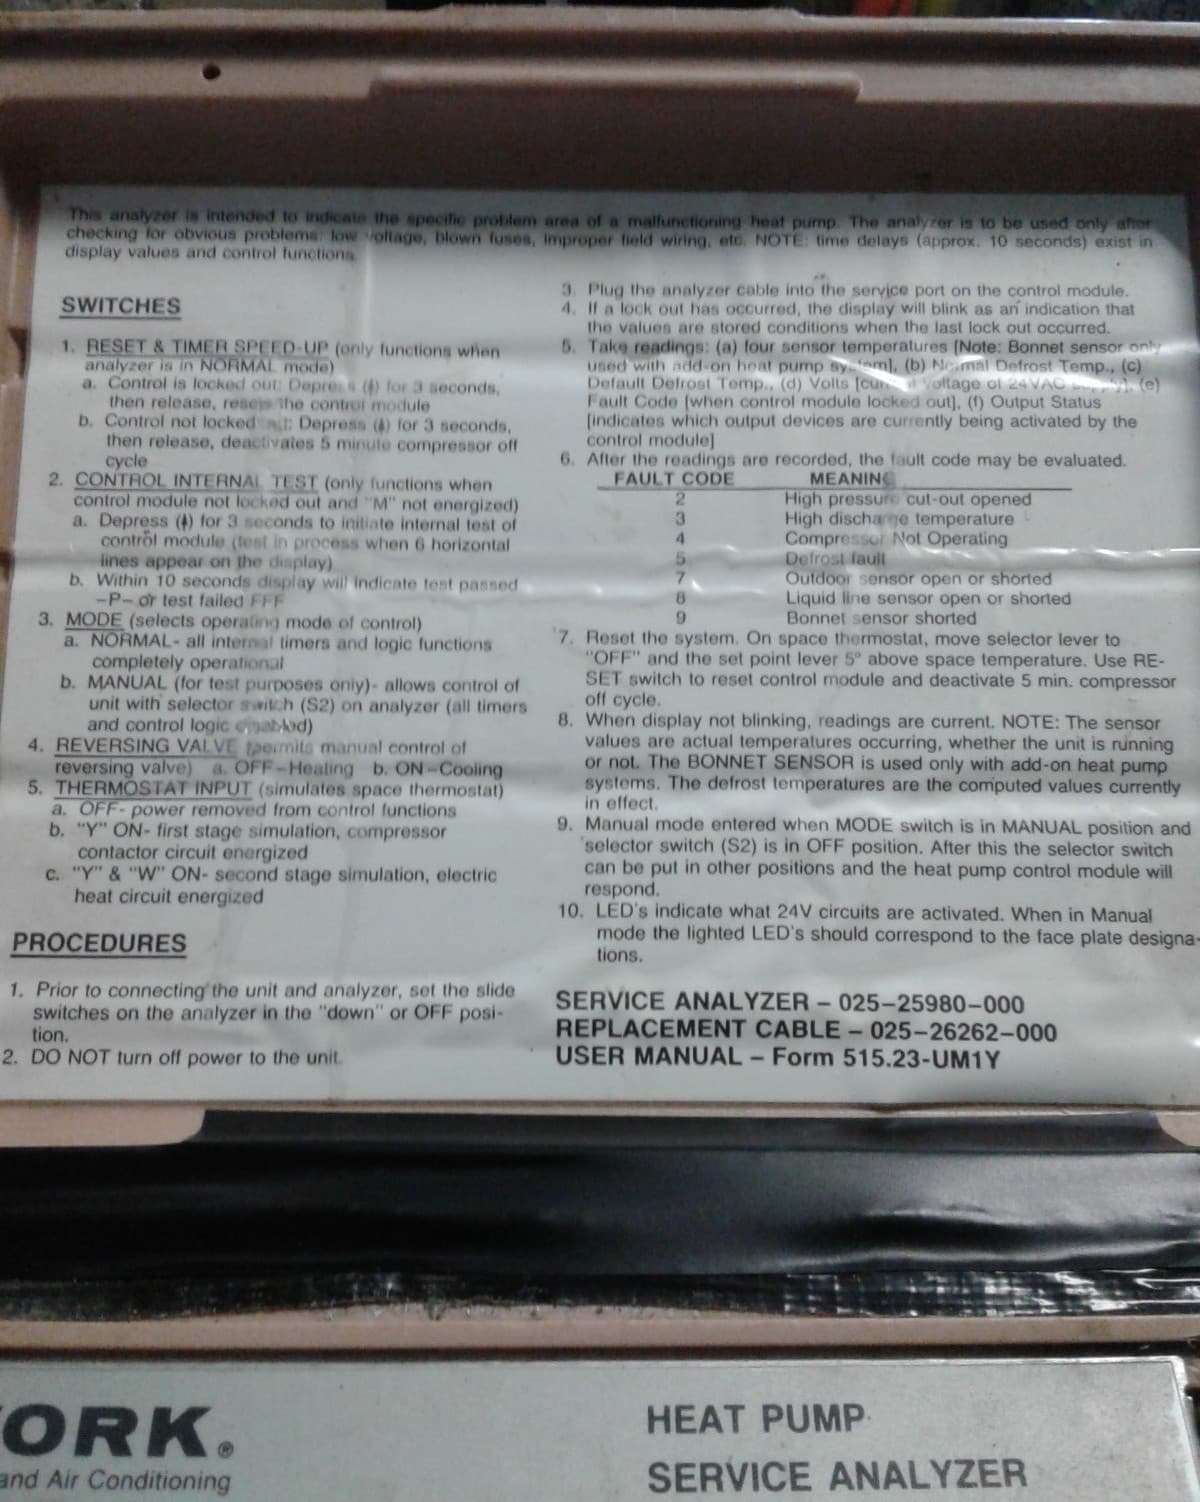 This analyzer is intended to indicate the specific problem area of a malfunctioning heat pump. The analyzer is to be used only after
checking for obvious problems: low voltage, blown fuses, improper field wiring, etc. NOTE: time delays (approx. 10 seconds) exist in
display values and control functions.
SWITCHES
1. RESET & TIMER SPEED-UP (only functions when
analyzer is in NORMAL mode)
a. Control is locked out: Depress for 3 seconds,
then release, resets the control module
b. Control not locked out: Depress for 3 seconds,
then release, deactivates 5 minute compressor off
cycle
2. CONTROL INTERNAL TEST (only functions when
control module not locked out and "M" not energized)
a. Depress for 3 seconds to initiate internal test of
control module (test in process when 6 horizontal
lines appear on the display)
b. Within 10 seconds display will indicate test passed
-P- or test failed FFF
3. MODE (selects operating mode of control)
a. NORMAL- all internal timers and logic functions
completely operational
b. MANUAL (for test purposes only)- allows control of
unit with selector switch (S2) on analyzer (all timers
and control logic)
4. REVERSING VALVE (permits manual control of
reversing valve) a. OFF-Heating b. ON-Cooling
5. THERMOSTAT INPUT (simulates space thermostat)
a. OFF- power removed from control functions
b. "Y" ON- first stage simulation, compressor
contactor circuit energized
c. "Y" & "W" ON- second stage simulation, electric
heat circuit energized
PROCEDURES
1. Prior to connecting the unit and analyzer, set the slide
switches on the analyzer in the "down" or OFF posi-
tion.
2. DO NOT turn off power to the unit.
3. Plug the analyzer cable into the service port on the control module.
4. If a lock out has occurred, the display will blink as an indication that
the values are stored conditions when the last lock out occurred.
5. Take readings: (a) four sensor temperatures [Note: Bonnet sensor only
used with add-on heat pump system], (b) Normal Defrost Temp., (c)
Default Defrost Temp., (d) Volts voltage of 24VAC (e)
Fault Code [when control module locked out], (f) Output Status
[indicates which output devices are currently being activated by the
control module]
6. After the readings are recorded, the fault code may be evaluated.
FAULT CODE MEANING
2 High pressure cut-out opened
3 High discharge temperature
4 Compressor Not Operating
5 Defrost fault
7 Outdoor sensor open or shorted
8 Liquid line sensor open or shorted
9 Bonnet sensor shorted
7. Reset the system. On space thermostat, move selector lever to
"OFF" and the set point lever 5° above space temperature. Use RE-
SET switch to reset control module and deactivate 5 min. compressor
off cycle.
8. When display not blinking, readings are current. NOTE: The sensor
values are actual temperatures occurring, whether the unit is running
or not. The BONNET SENSOR is used only with add-on heat pump
systems. The defrost temperatures are the computed values currently
in effect.
9. Manual mode entered when MODE switch is in MANUAL position and
selector switch (S2) is in OFF position. After this the selector switch
can be put in other positions and the heat pump control module will
respond.
10. LED's indicate what 24V circuits are activated. When in Manual
mode the lighted LED's should correspond to the face plate designa-
tions.
SERVICE ANALYZER - 025-25980-000
REPLACEMENT CABLE - 025-26262-000
USER MANUAL - Form 515.23-UM1Y
ORK®
and Air Conditioning
HEAT PUMP
SERVICE ANALYZER